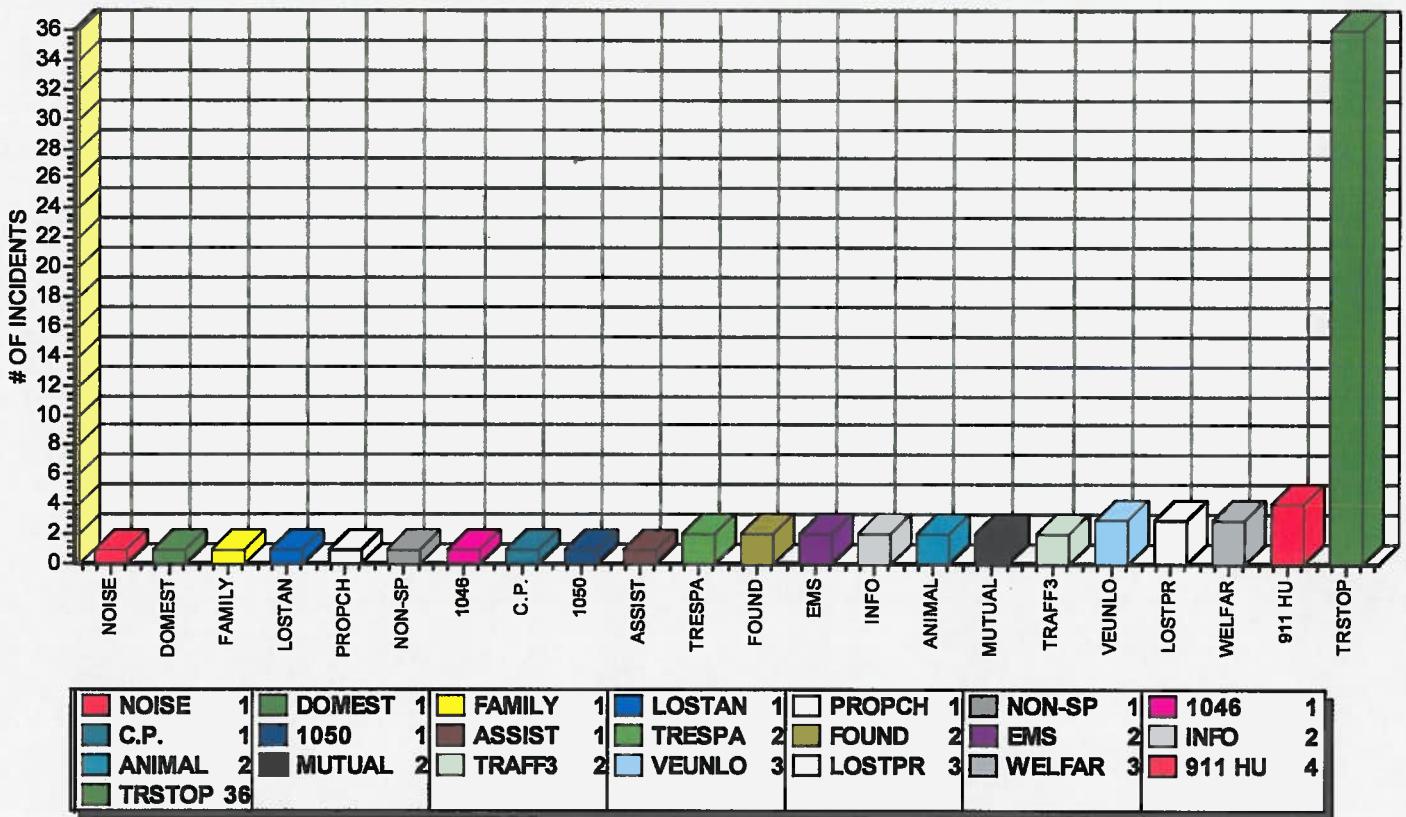 36
34
32
30
28
26
24
22
20
18
16
14
12
10
8
6
4
2
0
# OF INCIDENTS
NOISE
DOMEST
FAMILY
LOSTAN
PROPCH
NON-SP
1046
C.P.
1050
ASSIST
TRESPA
FOUND
EMS
INFO
ANIMAL
MUTUAL
TRAFF3
VEUNLO
LOSTPR
WELFAR
911 HU
TRSTOP
NOISE 1 DOMEST 1 FAMILY 1 LOSTAN 1 PROPCH 1 NON-SP 1 1046 1
C.P. 1 1050 1 ASSIST 1 TRESPA 2 FOUND 2 EMS 2 INFO 2
ANIMAL 2 MUTUAL 2 TRAFF3 2 VEUNLO 3 LOSTPR 3 WELFAR 3 911 HU 4
TRSTOP 36